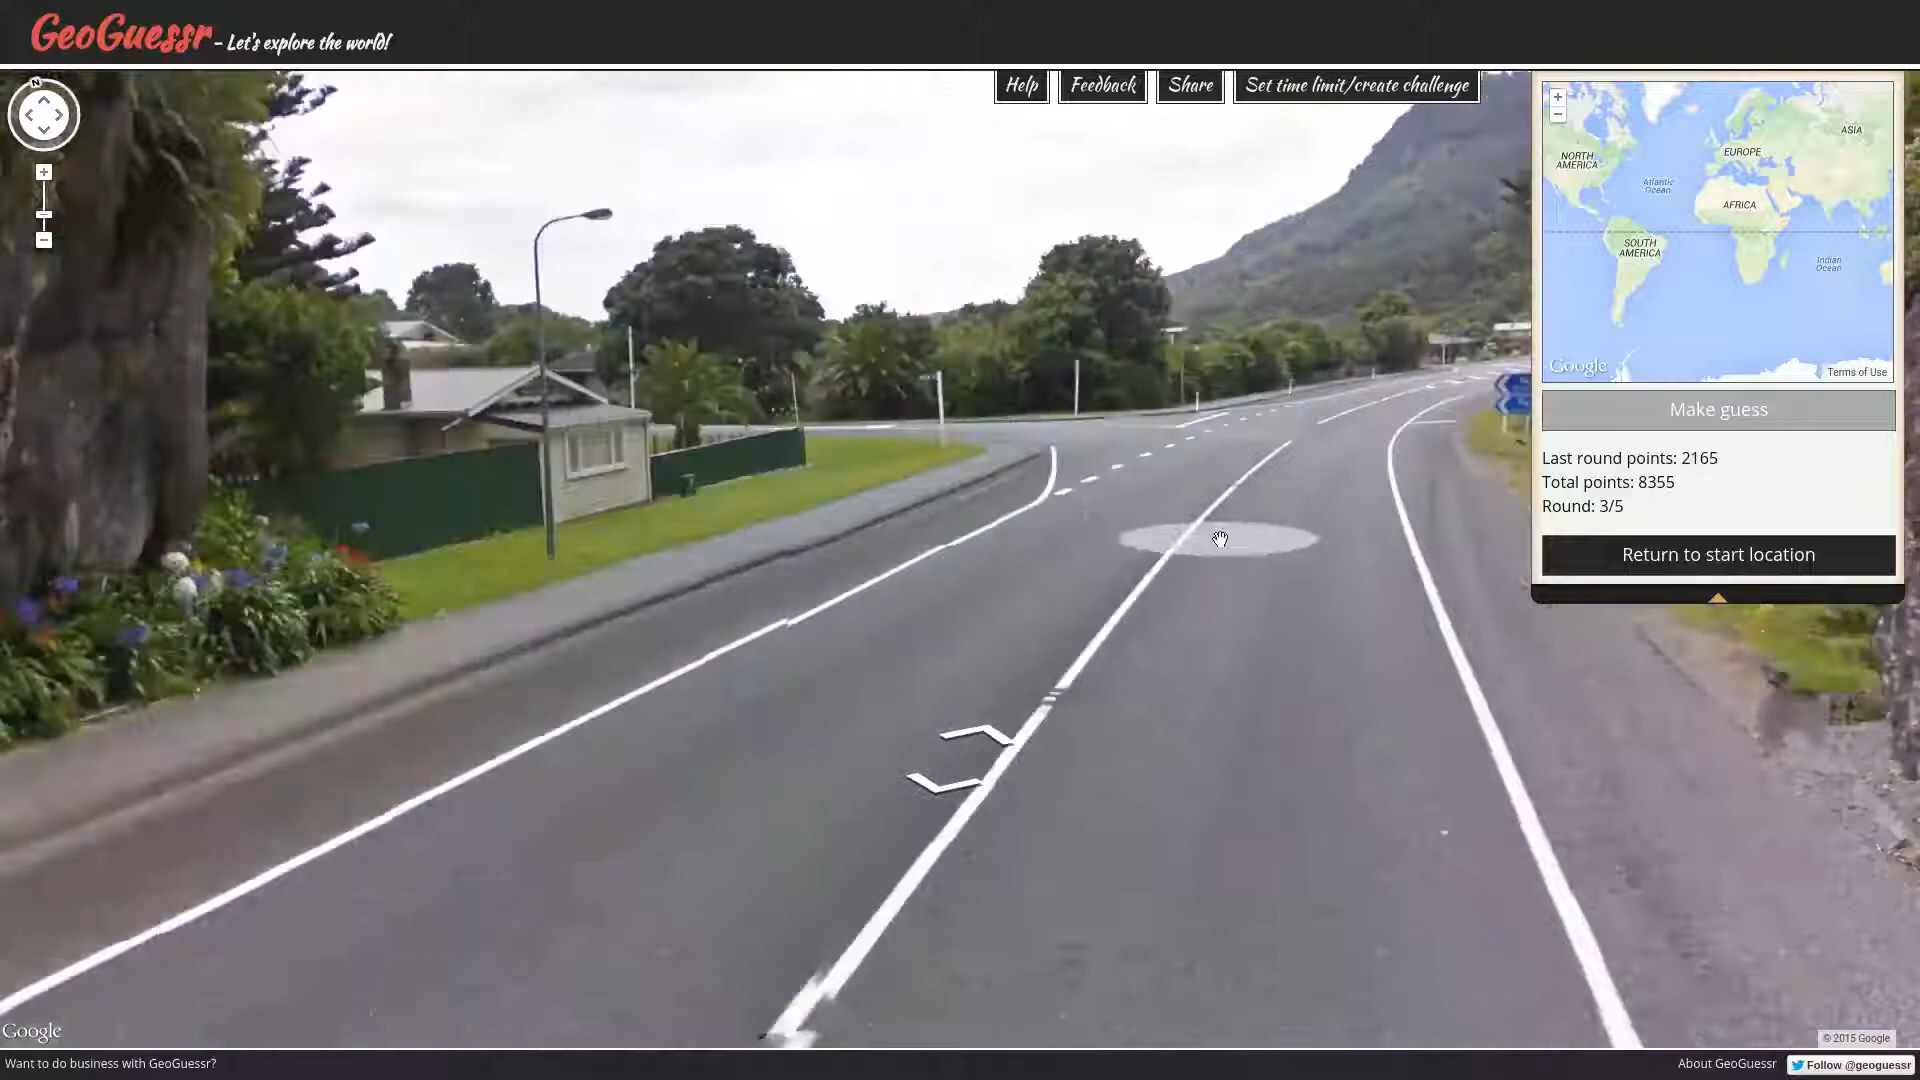 GeoGuessr - Let's explore the world!
N
Help
Feedback
Share
Set time limit/create challenge
NORTH AMERICA
Atlantic Ocean
EUROPE
ASIA
AFRICA
SOUTH AMERICA
Indian Ocean
Google
Terms of Use
Make guess
Last round points: 2165
Total points: 8355
Round: 3/5
Return to start location
Google
© 2015 Google
Want to do business with GeoGuessr?
About GeoGuessr
Follow @geoguessr